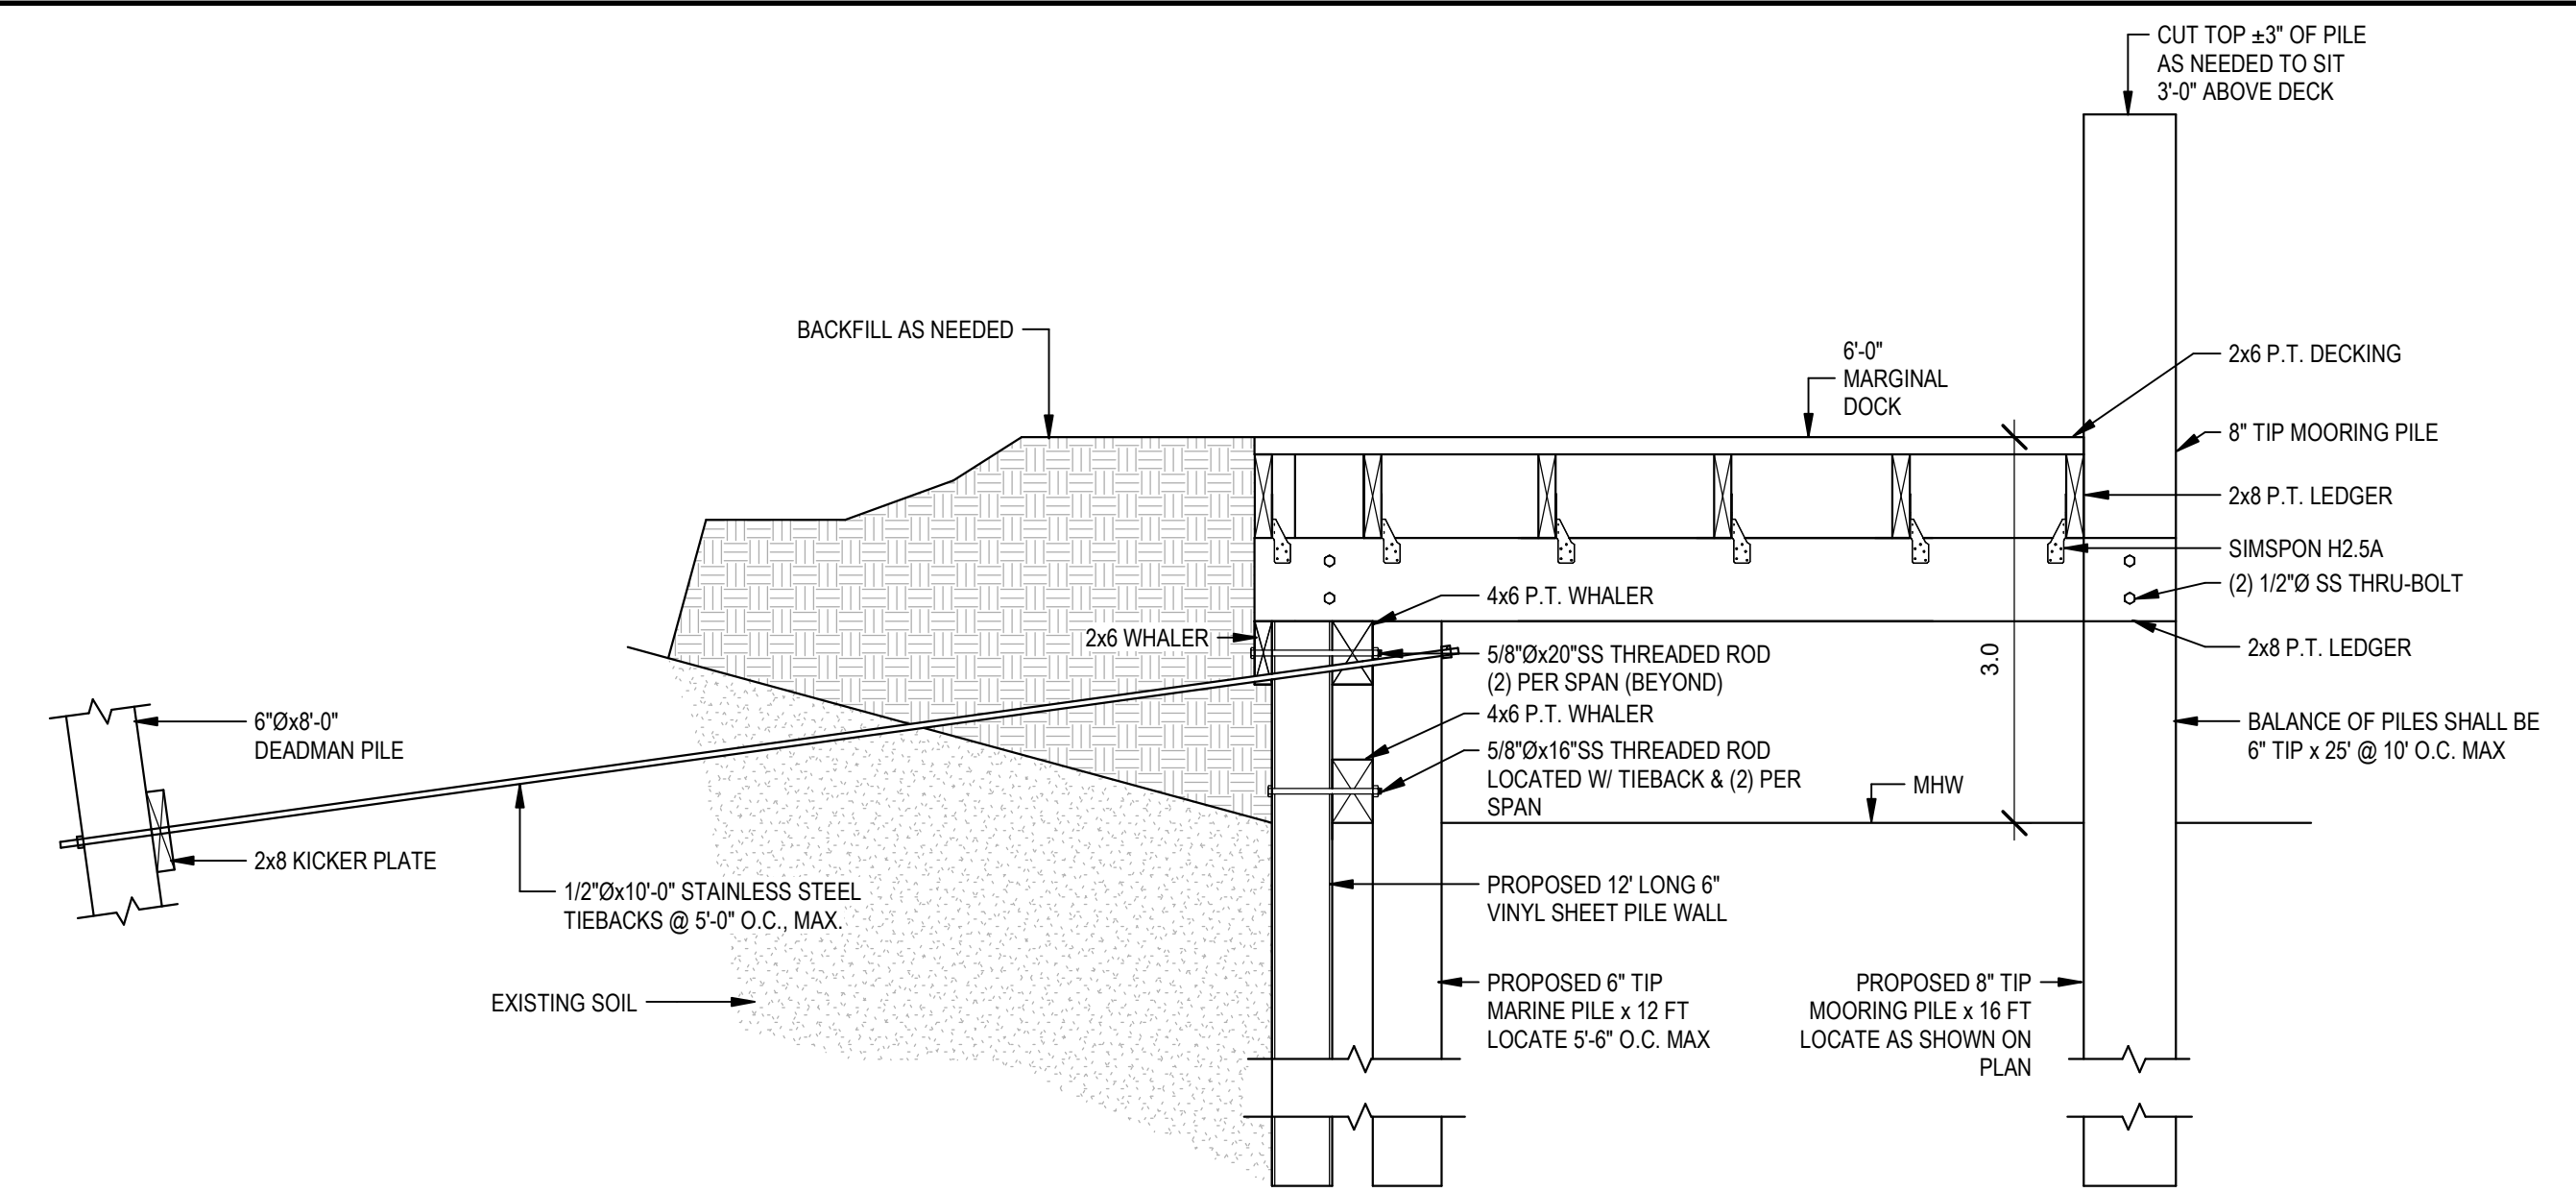 CUT TOP ±3" OF PILE
AS NEEDED TO SIT
3'-0" ABOVE DECK
BACKFILL AS NEEDED
6'-0"
MARGINAL
DOCK
2x6 P.T. DECKING
8" TIP MOORING PILE
2x8 P.T. LEDGER
SIMSPON H2.5A
(2) 1/2"Ø SS THRU-BOLT
2x8 P.T. LEDGER
4x6 P.T. WHALER
2x6 WHALER
5/8"Øx20"SS THREADED ROD
(2) PER SPAN (BEYOND)
4x6 P.T. WHALER
5/8"Øx16"SS THREADED ROD
LOCATED W/ TIEBACK & (2) PER
SPAN
3.0
MHW
BALANCE OF PILES SHALL BE
6" TIP x 25' @ 10' O.C. MAX
6"Øx8'-0"
DEADMAN PILE
2x8 KICKER PLATE
1/2"Øx10'-0" STAINLESS STEEL
TIEBACKS @ 5'-0" O.C., MAX.
EXISTING SOIL
PROPOSED 12' LONG 6"
VINYL SHEET PILE WALL
PROPOSED 6" TIP
MARINE PILE x 12 FT
LOCATE 5'-6" O.C. MAX
PROPOSED 8" TIP
MOORING PILE x 16 FT
LOCATE AS SHOWN ON
PLAN